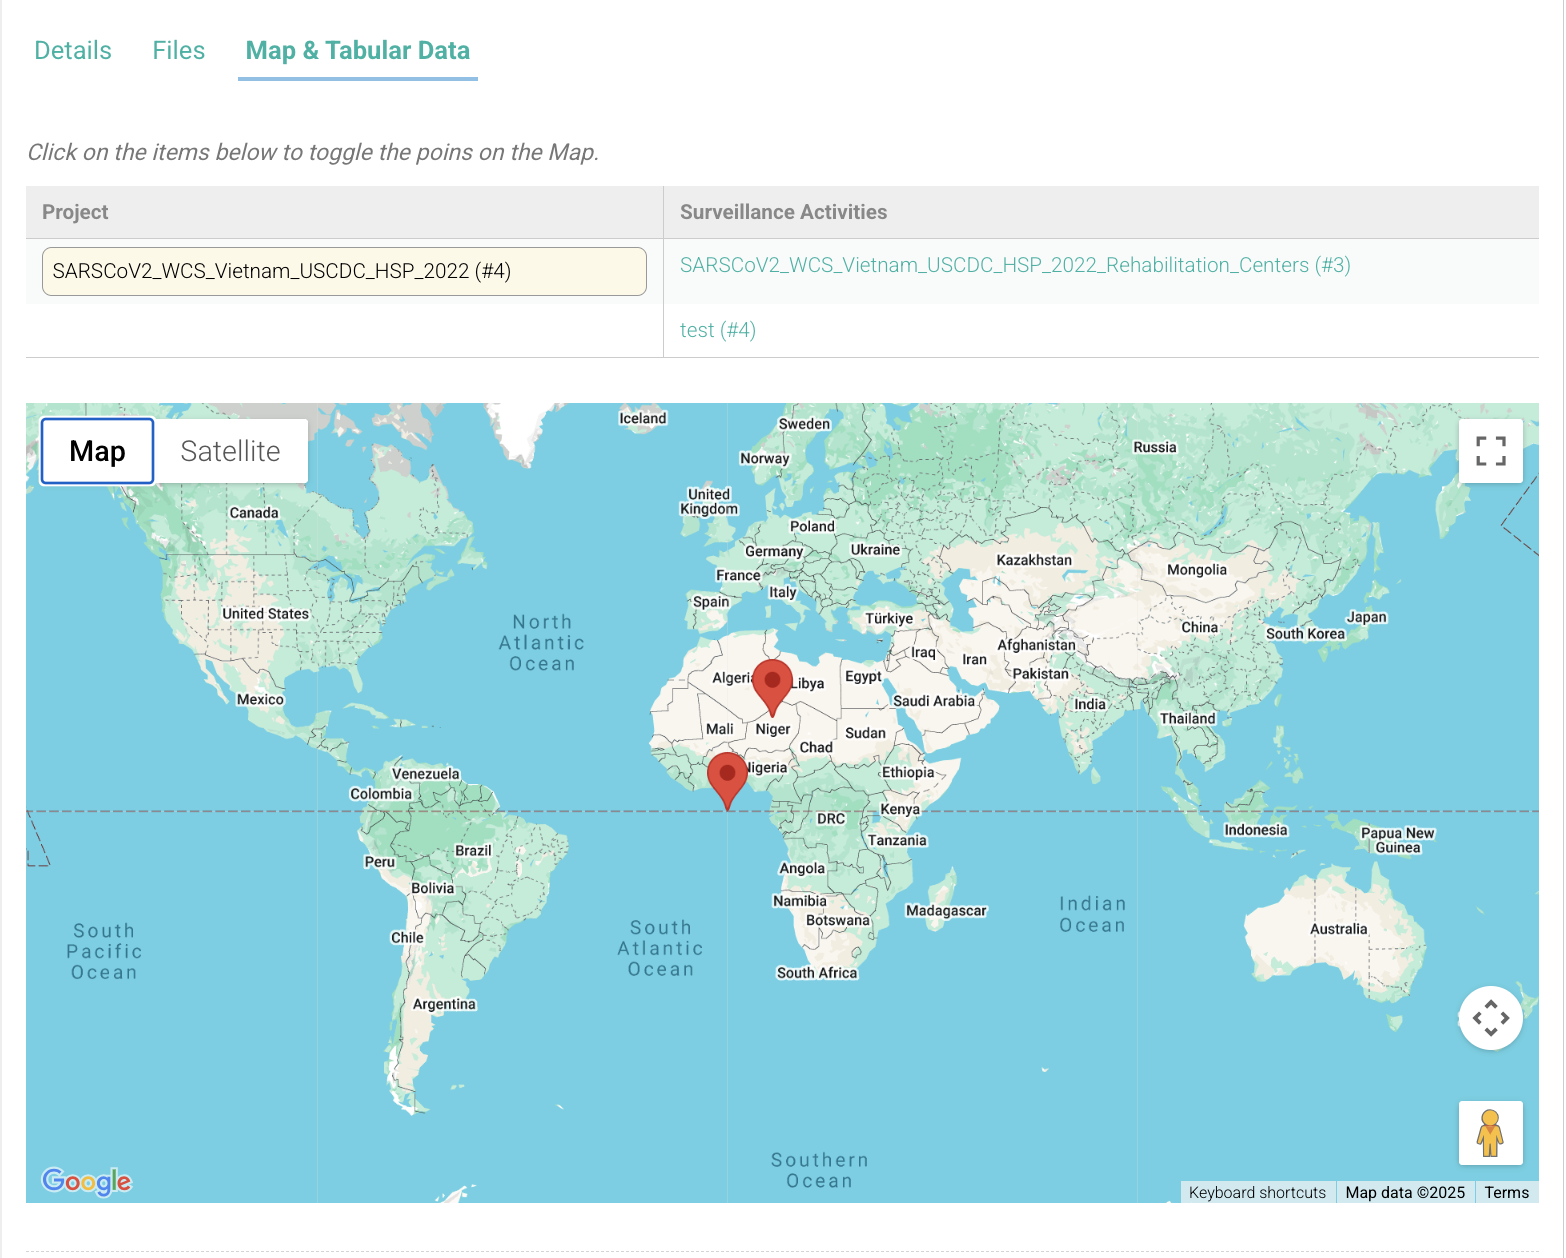 Details Files Map & Tabular Data
Click on the items below to toggle the poins on the Map.
Project Surveillance Activities
SARSCoV2_WCS_Vietnam_USCDC_HSP_2022 (#4) SARSCoV2_WCS_Vietnam_USCDC_HSP_2022_Rehabilitation_Centers (#3)
test (#4)
Map Satellite
Iceland
Sweden
Russia
Norway
United
Kingdom
Canada
Poland
Germany
Ukraine
Kazakhstan
Mongolia
France
Italy
Spain
United States
Türkiye
Japan
China
South Korea
North
Atlantic
Ocean
Iraq
Iran
Afghanistan
Pakistan
Algeria
Libya
Egypt
Saudi Arabia
India
Mexico
Thailand
Mali
Niger
Chad
Sudan
Nigeria
Ethiopia
Venezuela
Colombia
Kenya
DRC
Indonesia
Papua New
Guinea
Tanzania
Brazil
Peru
Angola
Bolivia
Namibia
Botswana
Madagascar
Indian
Ocean
Australia
South
Pacific
Ocean
Chile
South
Atlantic
Ocean
South Africa
Argentina
Southern
Ocean
Google
Keyboard shortcuts Map data ©2025 Terms